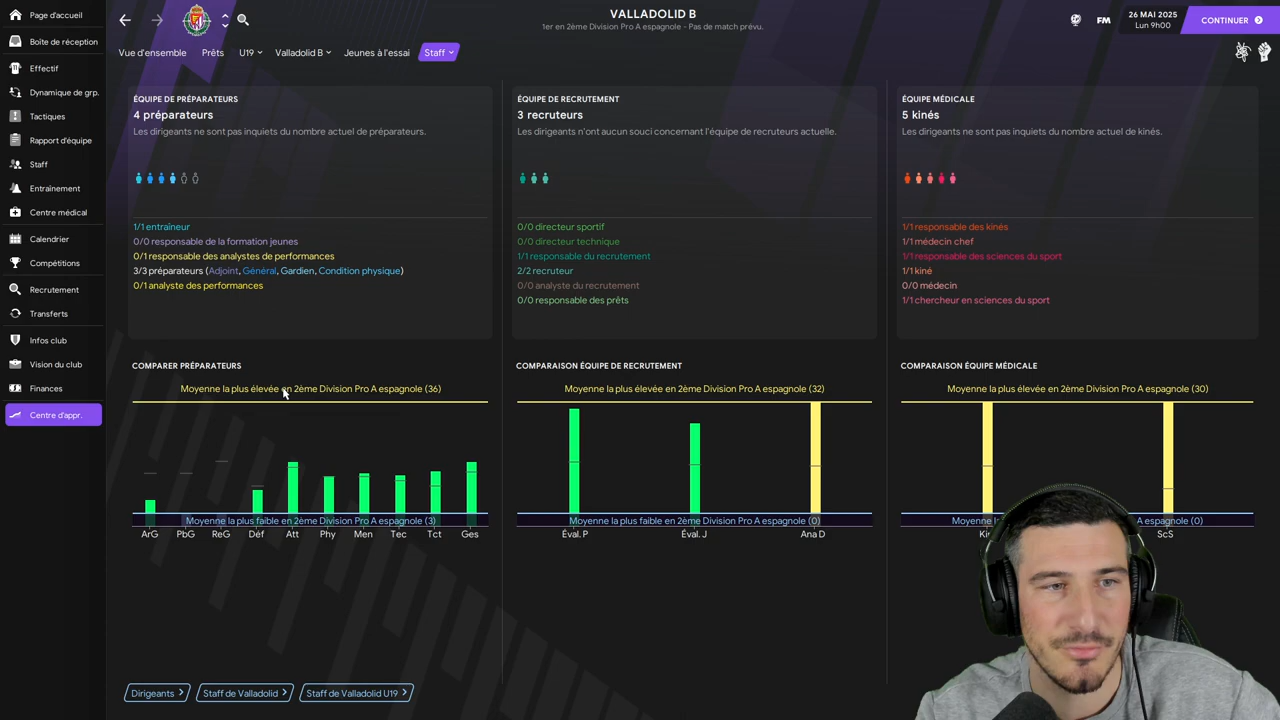 Page d'accueil
Boîte de réception
Effectif
Dynamique de grp.
Tactiques
Rapport d'équipe
Staff
Entraînement
Centre médical
Calendrier
Compétitions
Recrutement
Transferts
Infos club
Vision du club
Finances
Centre d'appr.
VALLADOLID B
1er en 2ème Division Pro A espagnole - Pas de match prévu.
FM
26 MAI 2025
Lun 9h00
CONTINUER
Vue d'ensemble
Prêts
U19
Valladolid B
Jeunes à l'essai
Staff
ÉQUIPE DE PRÉPARATEURS
4 préparateurs
Les dirigeants ne sont pas inquiets du nombre actuel de préparateurs.
1/1 entraîneur
0/0 responsable de la formation jeunes
0/1 responsable des analystes de performances
3/3 préparateurs (Adjoint, Général, Gardien, Condition physique)
0/1 analyste des performances
ÉQUIPE DE RECRUTEMENT
3 recruteurs
Les dirigeants n'ont aucun souci concernant l'équipe de recruteurs actuelle.
0/0 directeur sportif
0/0 directeur technique
1/1 responsable du recrutement
2/2 recruteur
0/0 analyste du recrutement
0/0 responsable des prêts
ÉQUIPE MÉDICALE
5 kinés
Les dirigeants ne sont pas inquiets du nombre actuel de kinés.
1/1 responsable des kinés
1/1 médecin chef
1/1 responsable des sciences du sport
1/1 kiné
0/0 médecin
1/1 chercheur en sciences du sport
COMPARER PRÉPARATEURS
Moyenne la plus élevée en 2ème Division Pro A espagnole (36)
Moyenne la plus faible en 2ème Division Pro A espagnole (3)
ArG PbG ReG Déf Att Phy Men Tec Tct Ges
COMPARAISON ÉQUIPE DE RECRUTEMENT
Moyenne la plus élevée en 2ème Division Pro A espagnole (32)
Moyenne la plus faible en 2ème Division Pro A espagnole (0)
Éval. P Éval. J Ana D
COMPARAISON ÉQUIPE MÉDICALE
Moyenne la plus élevée en 2ème Division Pro A espagnole (30)
A espagnole (0)
ScS
Dirigeants
Staff de Valladolid
Staff de Valladolid U19